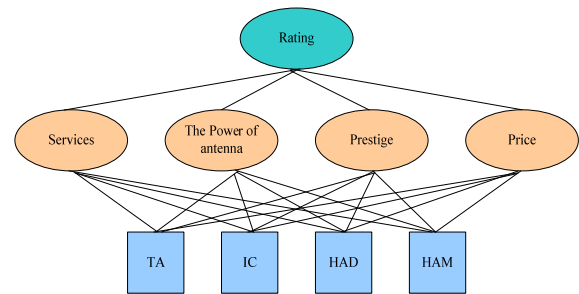 Rating
Services
The Power of
antenna
Prestige
Price
TA
IC
HAD
HAM